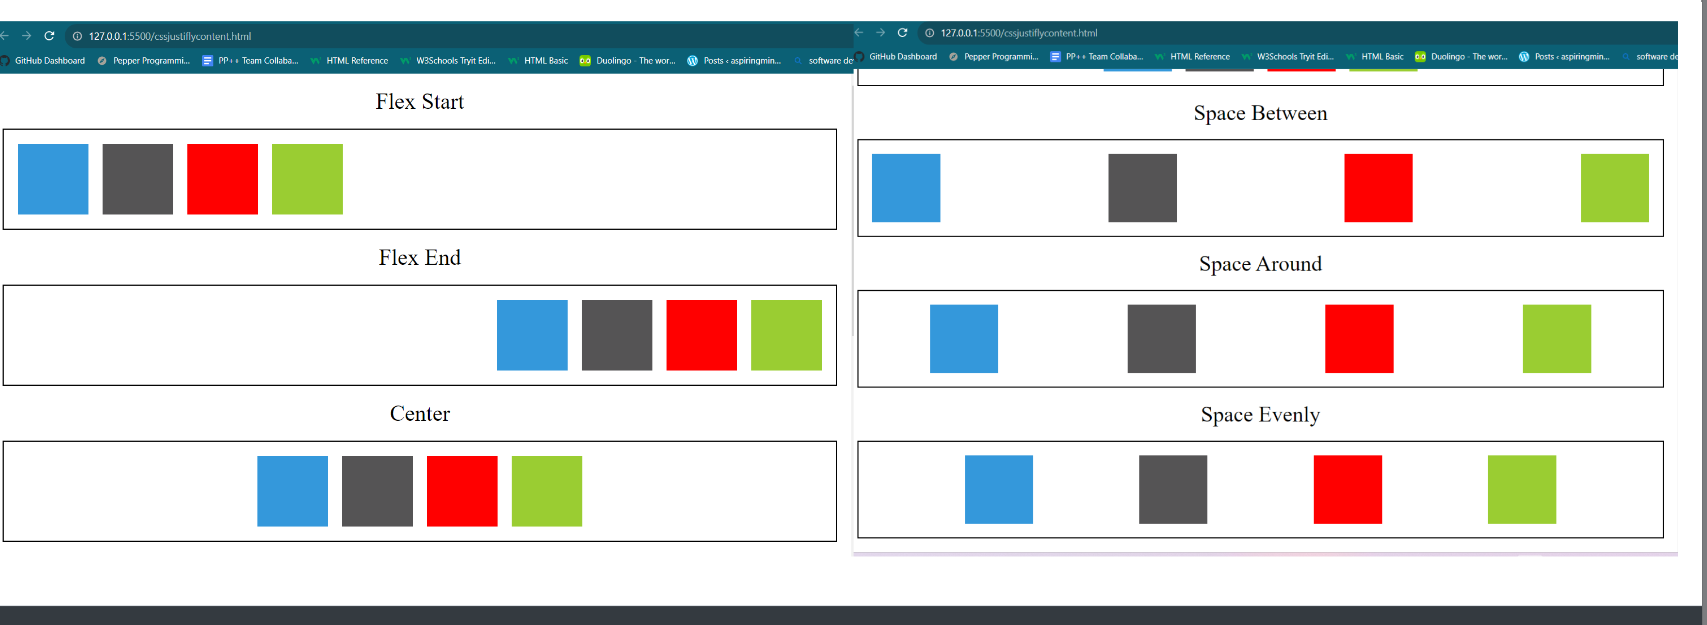 127.0.0.1:5500/cssjustiflycontent.html
GitHub Dashboard Pepper Programmi... PP++ Team Collaba... HTML Reference W3Schools Tryit Edi... HTML Basic Duolingo - The wor... Posts ‹ aspiringmin... software de
Flex Start
Flex End
Center
127.0.0.1:5500/cssjustiflycontent.html
GitHub Dashboard Pepper Programmi... PP++ Team Collaba... HTML Reference W3Schools Tryit Edi... HTML Basic Duolingo - The wor... Posts ‹ aspiringmin... software de
Space Between
Space Around
Space Evenly